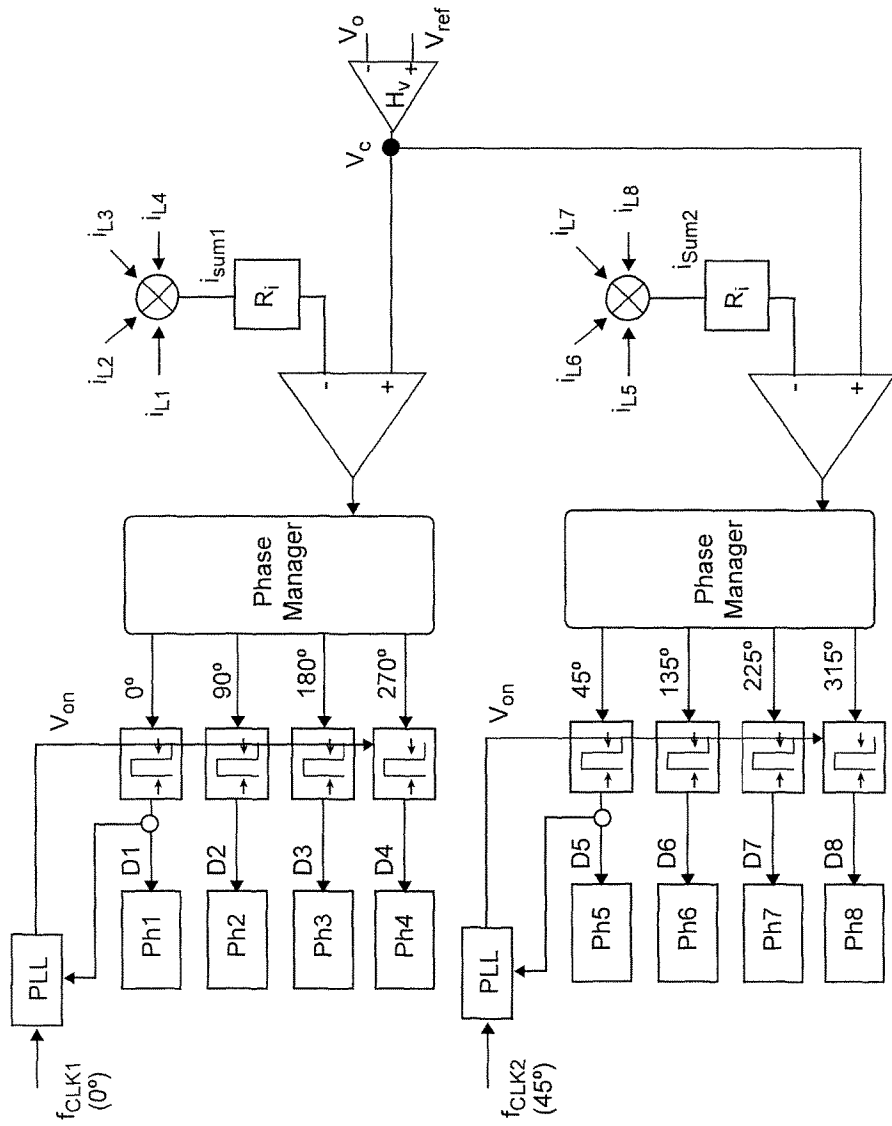 fCLK1
(0º)
PLL
Von
D1
D2
D3
D4
Ph1
Ph2
Ph3
Ph4
0º
90º
180º
270º
Phase
Manager
-
+
Ri
isum1
iL1
iL2
iL3
iL4
Vc
Hv
-
+
Vo
Vref
fCLK2
(45º)
PLL
Von
D5
D6
D7
D8
Ph5
Ph6
Ph7
Ph8
45º
135º
225º
315º
Phase
Manager
-
+
Ri
iSum2
iL5
iL6
iL7
iL8